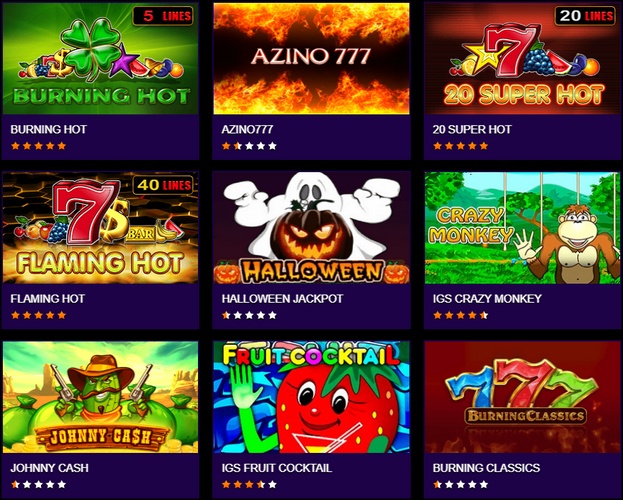 5 LINES
BURNING HOT
BURNING HOT
AZINO 777
AZINO777
20 LINES
7
20 SUPER HOT
20 SUPER HOT
40 LINES
7 $ BAR
FLAMING HOT
FLAMING HOT
HALLOWEEN
HALLOWEEN JACKPOT
CRAZY
MONKEY
IGS CRAZY MONKEY
JOHNNY CA$H
JOHNNY CASH
FRUIT COCKTAIL
IGS FRUIT COCKTAIL
777
BURNING CLASSICS
BURNING CLASSICS